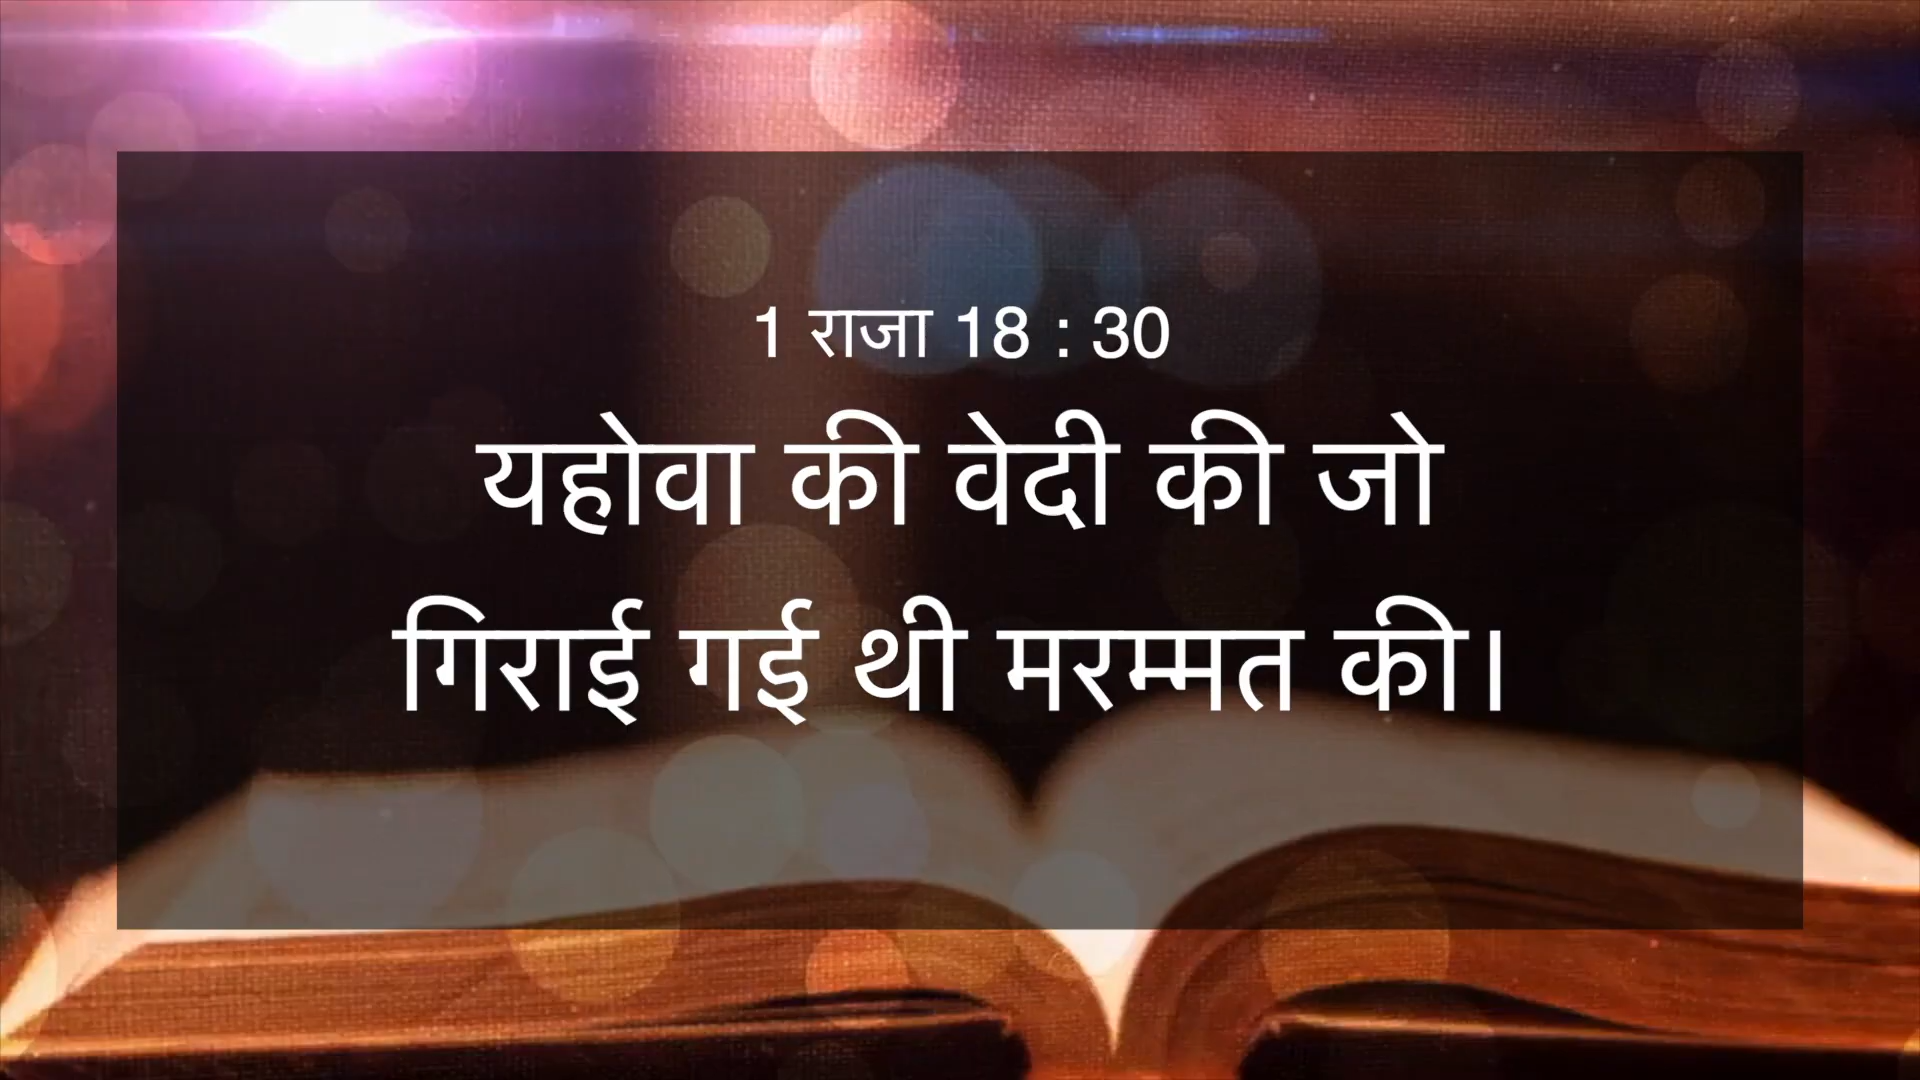 1 राजा 18 : 30
यहोवा की वेदी की जो
गिराई गई थी मरम्मत की।